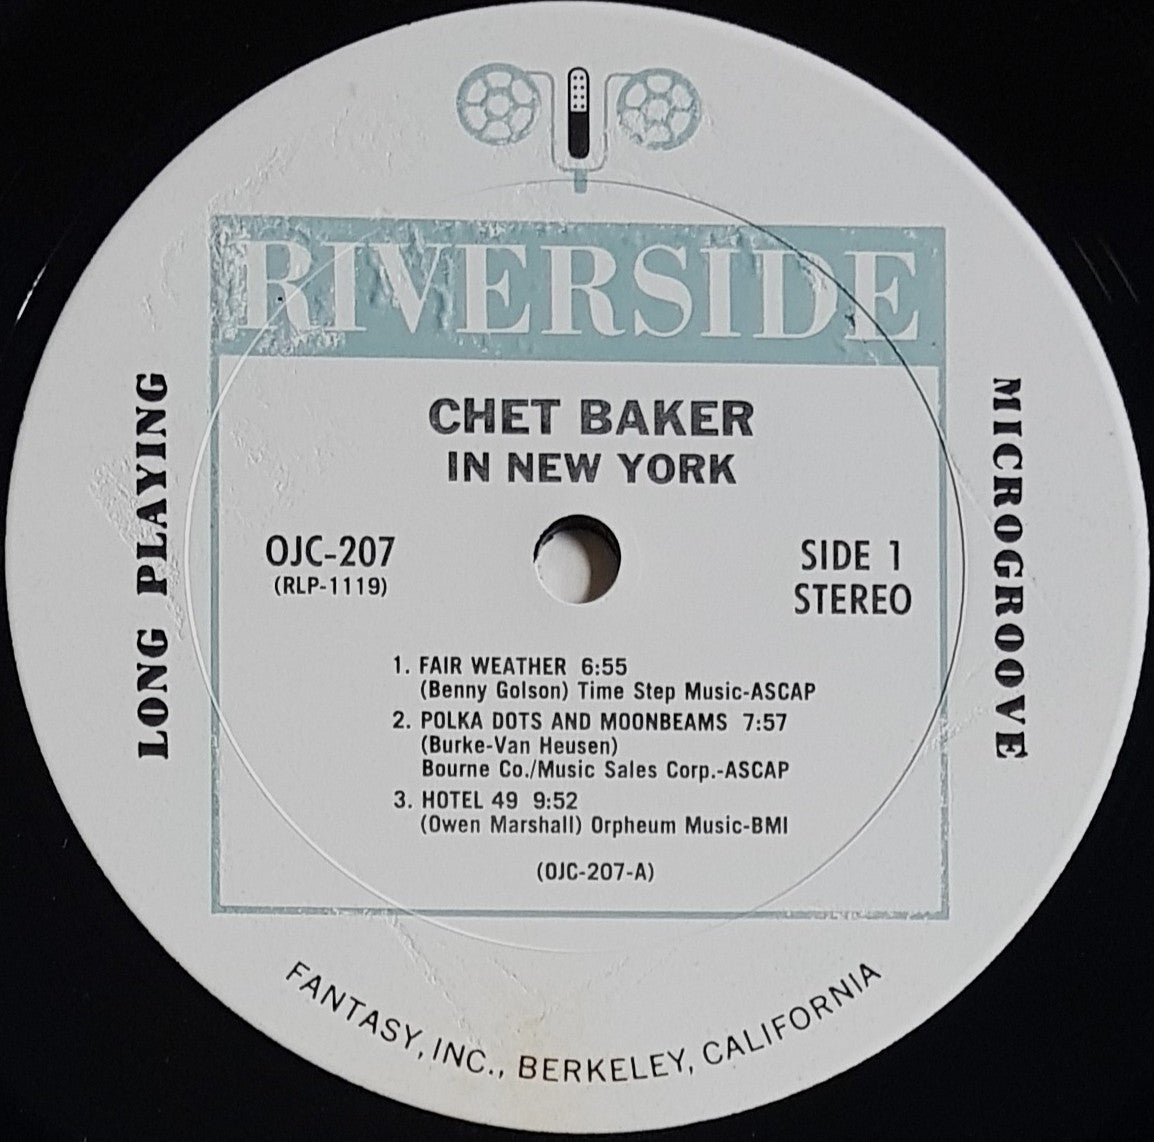 RIVERSIDE
CHET BAKER
IN NEW YORK
LONG PLAYING
MICROGROOVE
OJC-207
(RLP-1119)
SIDE 1
STEREO
1. FAIR WEATHER 6:55
(Benny Golson) Time Step Music-ASCAP
2. POLKA DOTS AND MOONBEAMS 7:57
(Burke-Van Heusen)
Bourne Co./Music Sales Corp.-ASCAP
3. HOTEL 49 9:52
(Owen Marshall) Orpheum Music-BMI
(OJC-207-A)
FANTASY, INC., BERKELEY, CALIFORNIA